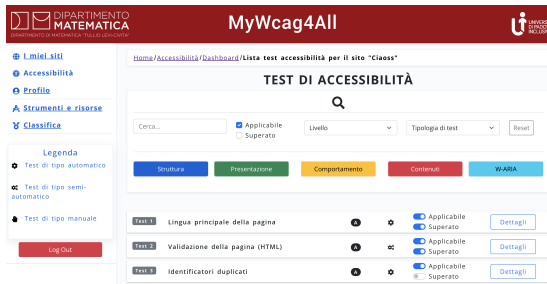 DIPARTIMENTO
MATEMATICA
DIPARTIMENTO DI MATEMATICA "TULLIO LEVI-CIVITA"
MyWcag4All
UNIVERS
DI PADO
INCLUSI
I miei siti
Accessibilità
Profilo
Strumenti e risorse
Classifica
Legenda
Test di tipo automatico
Test di tipo semi-
automatico
Test di tipo manuale
Log Out
Home/Accessibilità/Dashboard/Lista test accessibilità per il sito "Ciaoss"
TEST DI ACCESSIBILITÀ
Cerca...
Applicabile
Superato
Livello
Tipologia di test
Reset
Struttura
Presentazione
Comportamento
Contenuti
W-ARIA
Test 1 Lingua principale della pagina A Applicabile Superato Dettagli
Test 2 Validazione della pagina (HTML) A Applicabile Superato Dettagli
Test 3 Identificatori duplicati A Applicabile Superato Dettagli